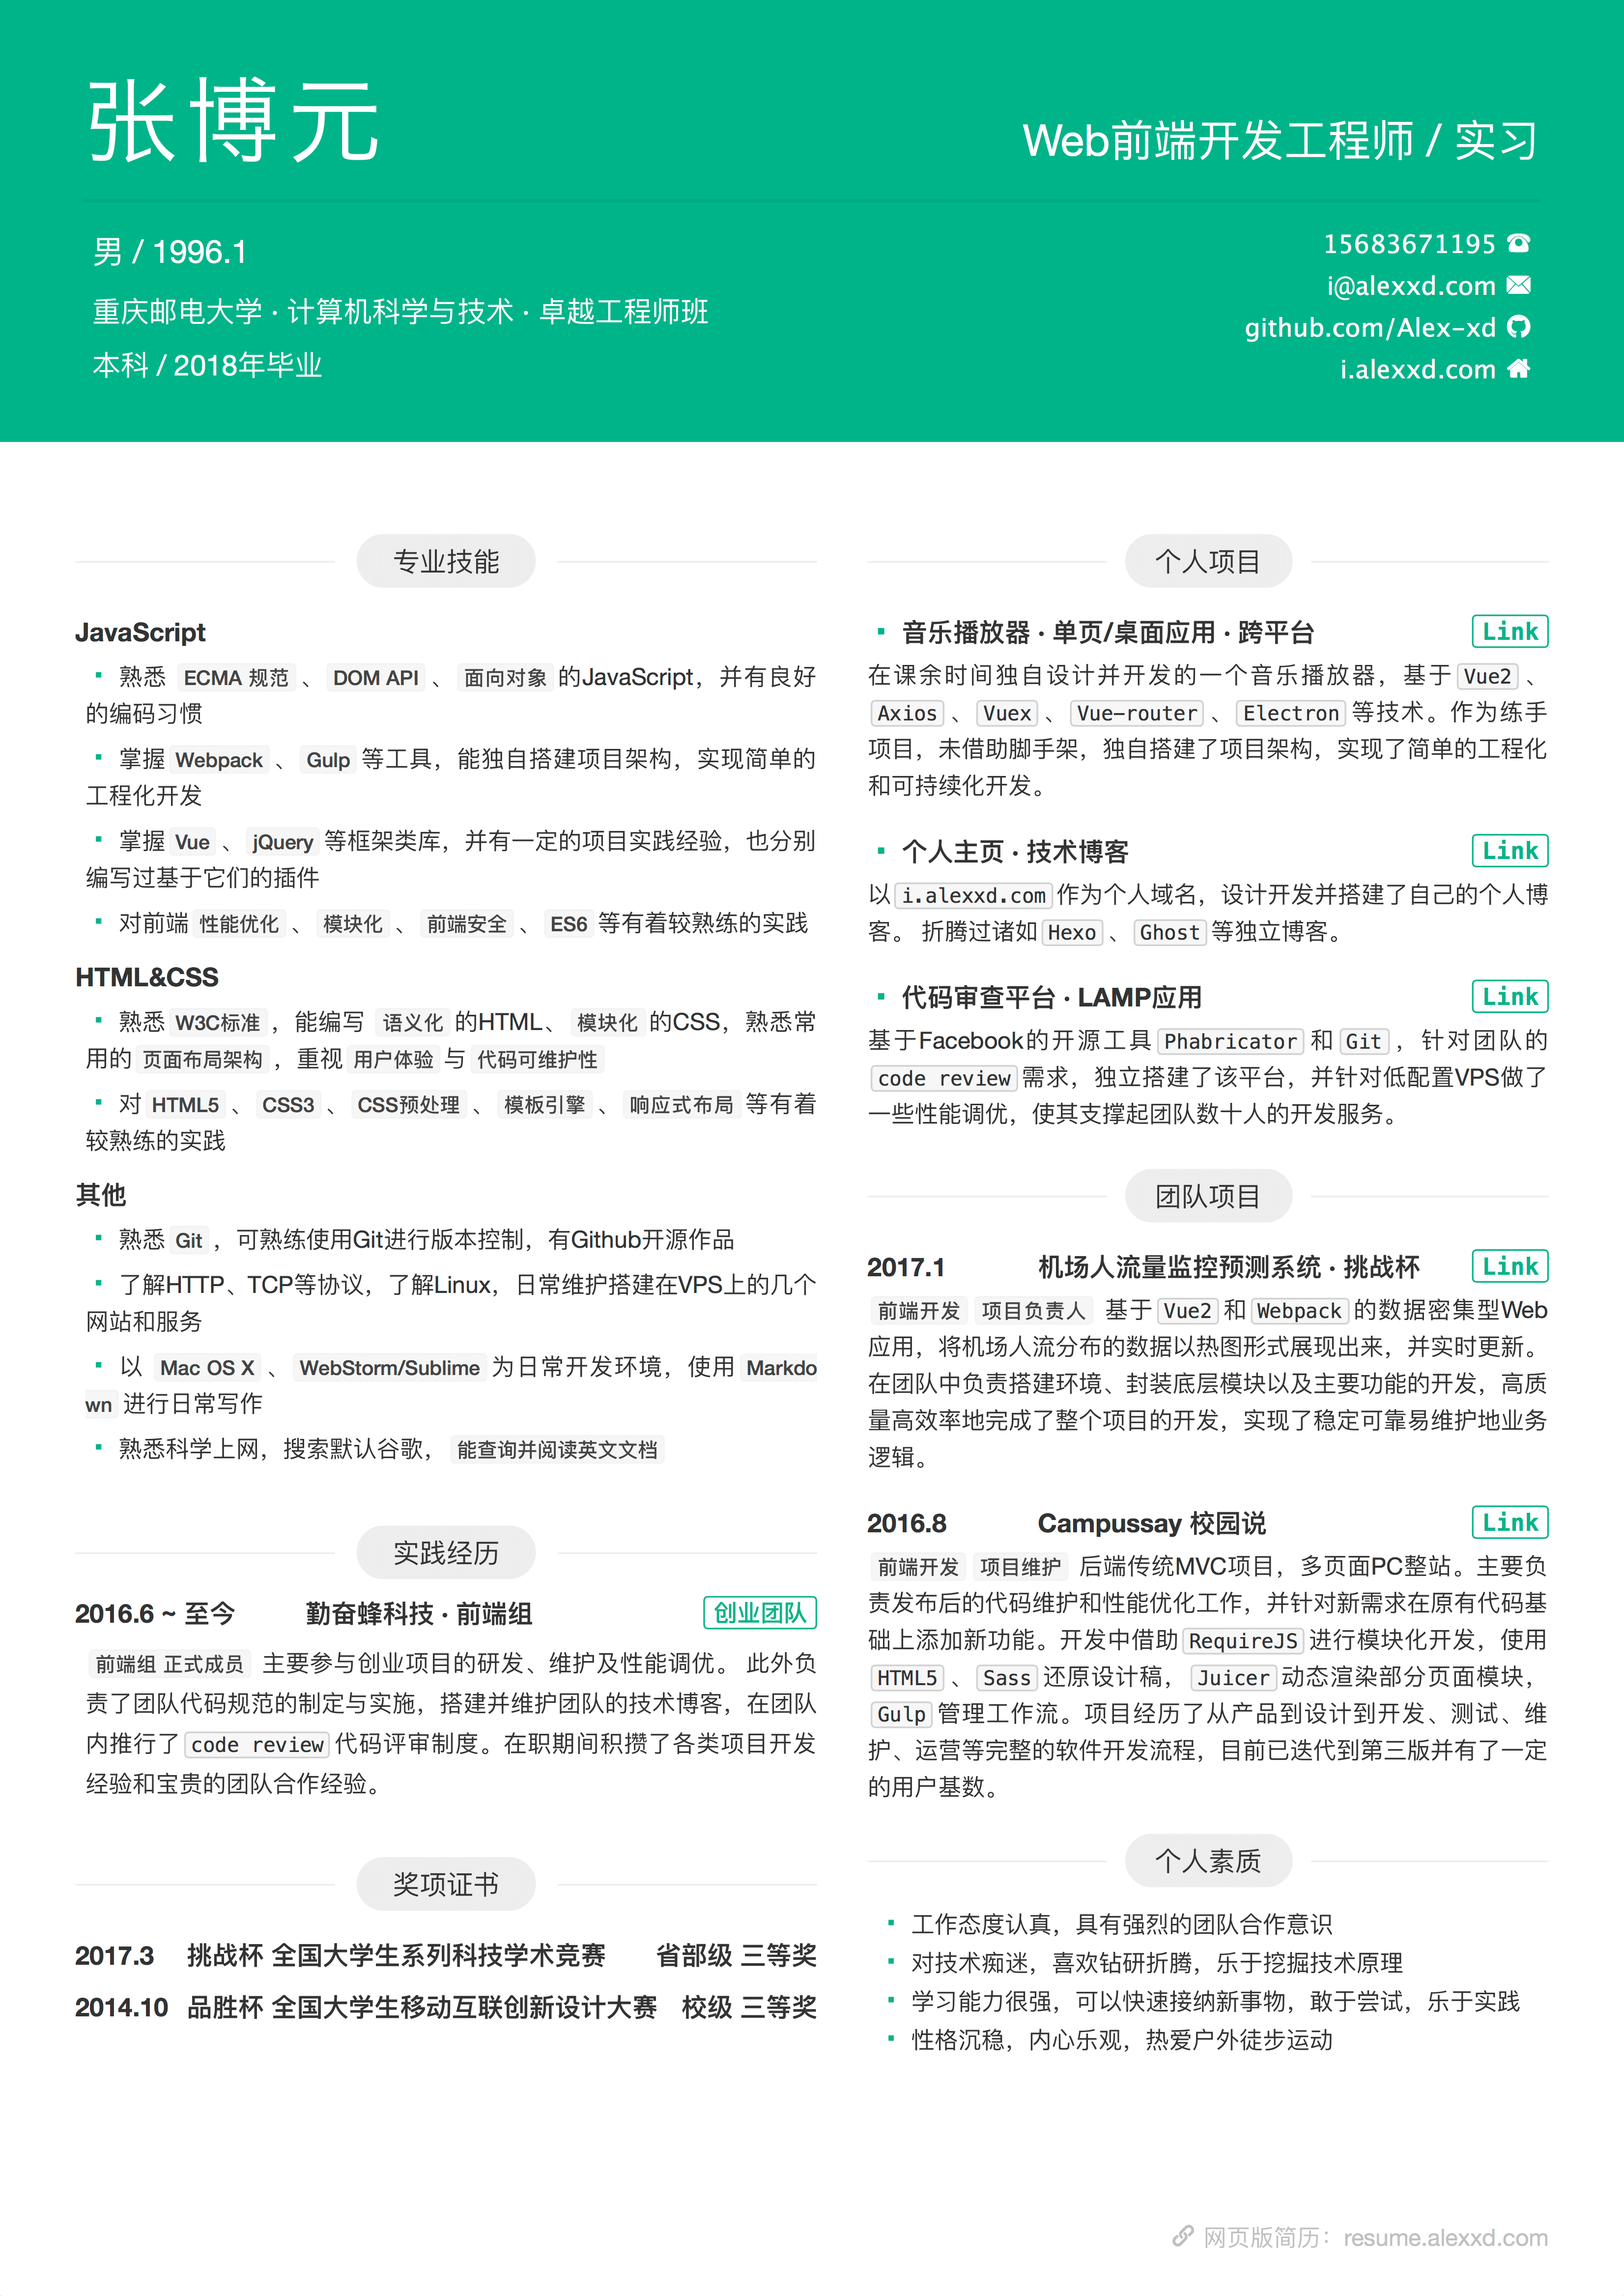 张博元
Web前端开发工程师 / 实习
男 / 1996.1
重庆邮电大学 · 计算机科学与技术 · 卓越工程师班
本科 / 2018年毕业
15683671195
i@alexxd.com
github.com/Alex-xd
i.alexxd.com
专业技能
JavaScript
熟悉 ECMA 规范 、 DOM API 、 面向对象 的JavaScript，并有良好
的编码习惯
掌握 Webpack 、 Gulp 等工具，能独自搭建项目架构，实现简单的
工程化开发
掌握 Vue 、 jQuery 等框架类库，并有一定的项目实践经验，也分别
编写过基于它们的插件
对前端 性能优化 、 模块化 、 前端安全 、 ES6 等有着较熟练的实践
HTML&CSS
熟悉 W3C标准 ，能编写 语义化 的HTML、 模块化 的CSS，熟悉常
用的 页面布局架构 ，重视 用户体验 与 代码可维护性
对 HTML5 、 CSS3 、 CSS预处理 、 模板引擎 、 响应式布局 等有着
较熟练的实践
其他
熟悉 Git ，可熟练使用Git进行版本控制，有Github开源作品
了解HTTP、TCP等协议，了解Linux，日常维护搭建在VPS上的几个
网站和服务
以 Mac OS X 、 WebStorm/Sublime 为日常开发环境，使用 Markdo
wn 进行日常写作
熟悉科学上网，搜索默认谷歌， 能查询并阅读英文文档
实践经历
2016.6 ~ 至今 勤奋蜂科技 · 前端组 创业团队
前端组 正式成员 主要参与创业项目的研发、维护及性能调优。 此外负
责了团队代码规范的制定与实施，搭建并维护团队的技术博客，在团队
内推行了 code review 代码评审制度。在职期间积攒了各类项目开发
经验和宝贵的团队合作经验。
奖项证书
2017.3 挑战杯 全国大学生系列科技学术竞赛 省部级 三等奖
2014.10 品胜杯 全国大学生移动互联创新设计大赛 校级 三等奖
个人项目
音乐播放器 · 单页/桌面应用 · 跨平台 Link
在课余时间独自设计并开发的一个音乐播放器，基于 Vue2 、
Axios 、 Vuex 、 Vue-router 、 Electron 等技术。作为练手
项目，未借助脚手架，独自搭建了项目架构，实现了简单的工程化
和可持续化开发。
个人主页 · 技术博客 Link
以 i.alexxd.com 作为个人域名，设计开发并搭建了自己的个人博
客。 折腾过诸如 Hexo 、 Ghost 等独立博客。
代码审查平台 · LAMP应用 Link
基于Facebook的开源工具 Phabricator 和 Git ，针对团队的
code review 需求，独立搭建了该平台，并针对低配置VPS做了
一些性能调优，使其支撑起团队数十人的开发服务。
团队项目
2017.1 机场人流量监控预测系统 · 挑战杯 Link
前端开发 项目负责人 基于 Vue2 和 Webpack 的数据密集型Web
应用，将机场人流分布的数据以热图形式展现出来，并实时更新。
在团队中负责搭建环境、封装底层模块以及主要功能的开发，高质
量高效率地完成了整个项目的开发，实现了稳定可靠易维护地业务
逻辑。
2016.8 Campussay 校园说 Link
前端开发 项目维护 后端传统MVC项目，多页面PC整站。主要负
责发布后的代码维护和性能优化工作，并针对新需求在原有代码基
础上添加新功能。开发中借助 RequireJS 进行模块化开发，使用
HTML5 、 Sass 还原设计稿， Juicer 动态渲染部分页面模块，
Gulp 管理工作流。项目经历了从产品到设计到开发、测试、维
护、运营等完整的软件开发流程，目前已迭代到第三版并有了一定
的用户基数。
个人素质
工作态度认真，具有强烈的团队合作意识
对技术痴迷，喜欢钻研折腾，乐于挖掘技术原理
学习能力很强，可以快速接纳新事物，敢于尝试，乐于实践
性格沉稳，内心乐观，热爱户外徒步运动
网页版简历：resume.alexxd.com